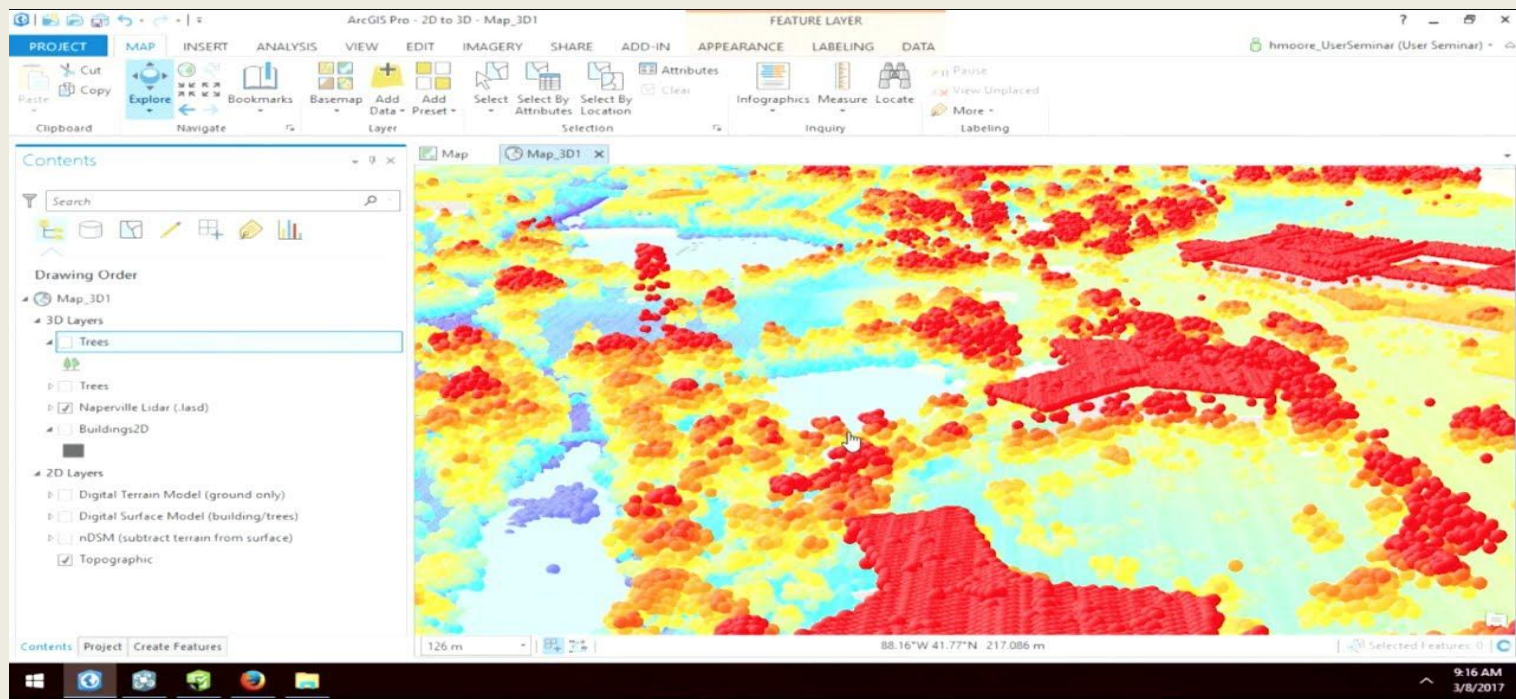 ArcGIS Pro - 2D to 3D - Map_3D1
FEATURE LAYER
?
PROJECT MAP INSERT ANALYSIS VIEW EDIT IMAGERY SHARE ADD-IN APPEARANCE LABELING DATA
hmoore_UserSeminar (User Seminar)
Paste
Cut
Copy
Clipboard
Explore
Bookmarks
Navigate
Basemap
Add Data
Add Preset
Layer
Select
Select By Attributes
Select By Location
Attributes
Clear
Selection
Infographics
Measure
Locate
Inquiry
Pause
View Unplaced
More
Labeling
Contents
Map
Map_3D1
Search
Drawing Order
Map_3D1
3D Layers
Trees
Trees
Naperville Lidar (.lasd)
Buildings2D
2D Layers
Digital Terrain Model (ground only)
Digital Surface Model (building/trees)
nDSM (subtract terrain from surface)
Topographic
Contents Project Create Features
126 m
88.16°W 41.77°N 217.086 m
Selected Features: 0
9:16 AM
3/8/2017